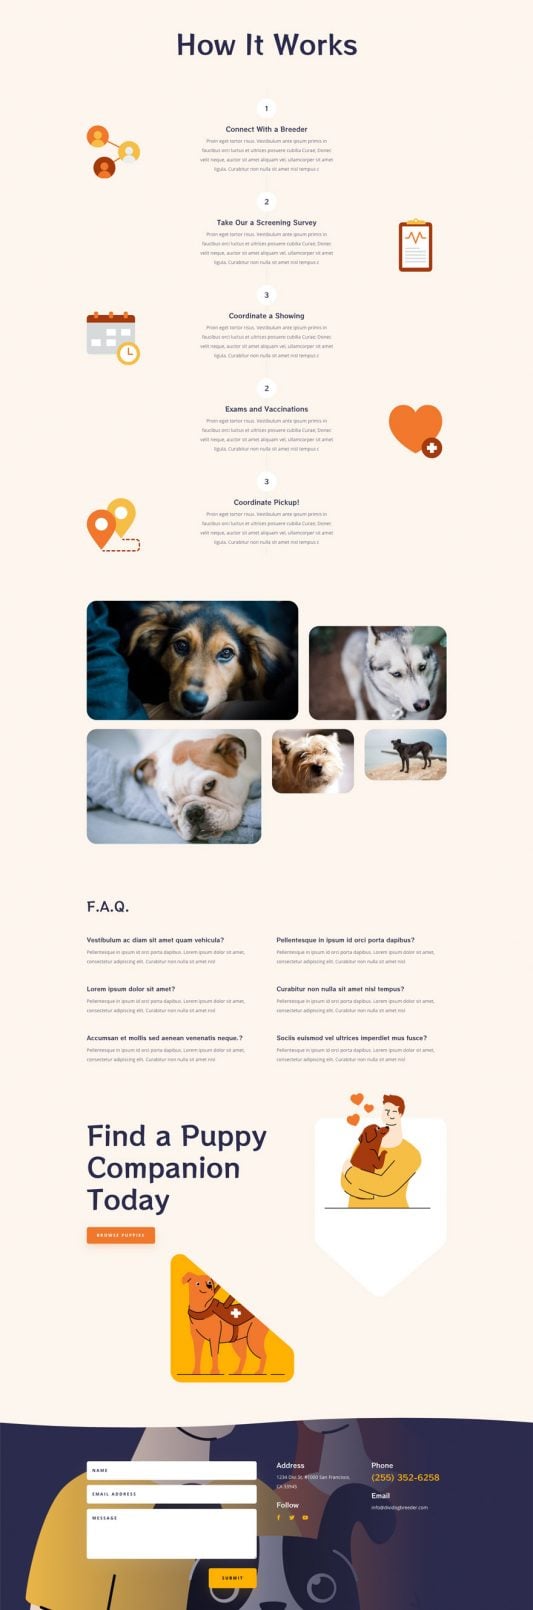 How It Works
1
Connect With a Breeder
Proin eget tortor risus. Vestibulum ante ipsum primis in
faucibus orci luctus et ultrices posuere cubilia Curae; Donec
velit neque, auctor sit amet aliquam vel, ullamcorper sit amet
ligula. Curabitur non nulla sit amet nisl tempus c
2
Take Our a Screening Survey
Proin eget tortor risus. Vestibulum ante ipsum primis in
faucibus orci luctus et ultrices posuere cubilia Curae; Donec
velit neque, auctor sit amet aliquam vel, ullamcorper sit amet
ligula. Curabitur non nulla sit amet nisl tempus c
3
Coordinate a Showing
Proin eget tortor risus. Vestibulum ante ipsum primis in
faucibus orci luctus et ultrices posuere cubilia Curae; Donec
velit neque, auctor sit amet aliquam vel, ullamcorper sit amet
ligula. Curabitur non nulla sit amet nisl tempus c
2
Exams and Vaccinations
Proin eget tortor risus. Vestibulum ante ipsum primis in
faucibus orci luctus et ultrices posuere cubilia Curae; Donec
velit neque, auctor sit amet aliquam vel, ullamcorper sit amet
ligula. Curabitur non nulla sit amet nisl tempus c
3
Coordinate Pickup!
Proin eget tortor risus. Vestibulum ante ipsum primis in
faucibus orci luctus et ultrices posuere cubilia Curae; Donec
velit neque, auctor sit amet aliquam vel, ullamcorper sit amet
ligula. Curabitur non nulla sit amet nisl tempus c
F.A.Q.
Vestibulum ac diam sit amet quam vehicula?
Pellentesque in ipsum id orci porta dapibus. Lorem ipsum dolor sit amet,
consectetur adipiscing elit. Curabitur non nulla sit amet nisl
Pellentesque in ipsum id orci porta dapibus?
Pellentesque in ipsum id orci porta dapibus. Lorem ipsum dolor sit amet,
consectetur adipiscing elit. Curabitur non nulla sit amet nisl
Lorem ipsum dolor sit amet?
Pellentesque in ipsum id orci porta dapibus. Lorem ipsum dolor sit amet,
consectetur adipiscing elit. Curabitur non nulla sit amet nisl
Curabitur non nulla sit amet nisl tempus?
Pellentesque in ipsum id orci porta dapibus. Lorem ipsum dolor sit amet,
consectetur adipiscing elit. Curabitur non nulla sit amet nisl
Accumsan et mollis sed aenean venenatis neque.?
Pellentesque in ipsum id orci porta dapibus. Lorem ipsum dolor sit amet,
consectetur adipiscing elit. Curabitur non nulla sit amet nisl
Sociis euismod vel ultrices imperdiet mus fusce?
Pellentesque in ipsum id orci porta dapibus. Lorem ipsum dolor sit amet,
consectetur adipiscing elit. Curabitur non nulla sit amet nisl
Find a Puppy
Companion
Today
BROWSE PUPPIES
NAME
EMAIL ADDRESS
MESSAGE
SUBMIT
Address
1234 Divi St. #1000 San Francisco,
CA 33945
Follow
Phone
(255) 352-6258
Email
info@dividogbreeder.com